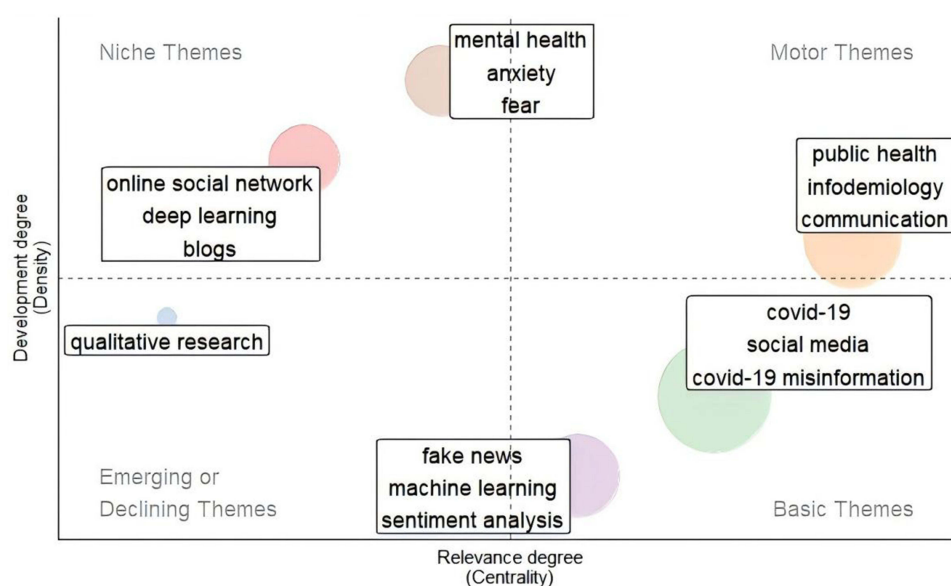 Niche Themes
Motor Themes
mental health
anxiety
fear
public health
infodemiology
communication
online social network
deep learning
blogs
Development degree
(Density)
qualitative research
covid-19
social media
covid-19 misinformation
fake news
machine learning
sentiment analysis
Emerging or
Declining Themes
Basic Themes
Relevance degree
(Centrality)